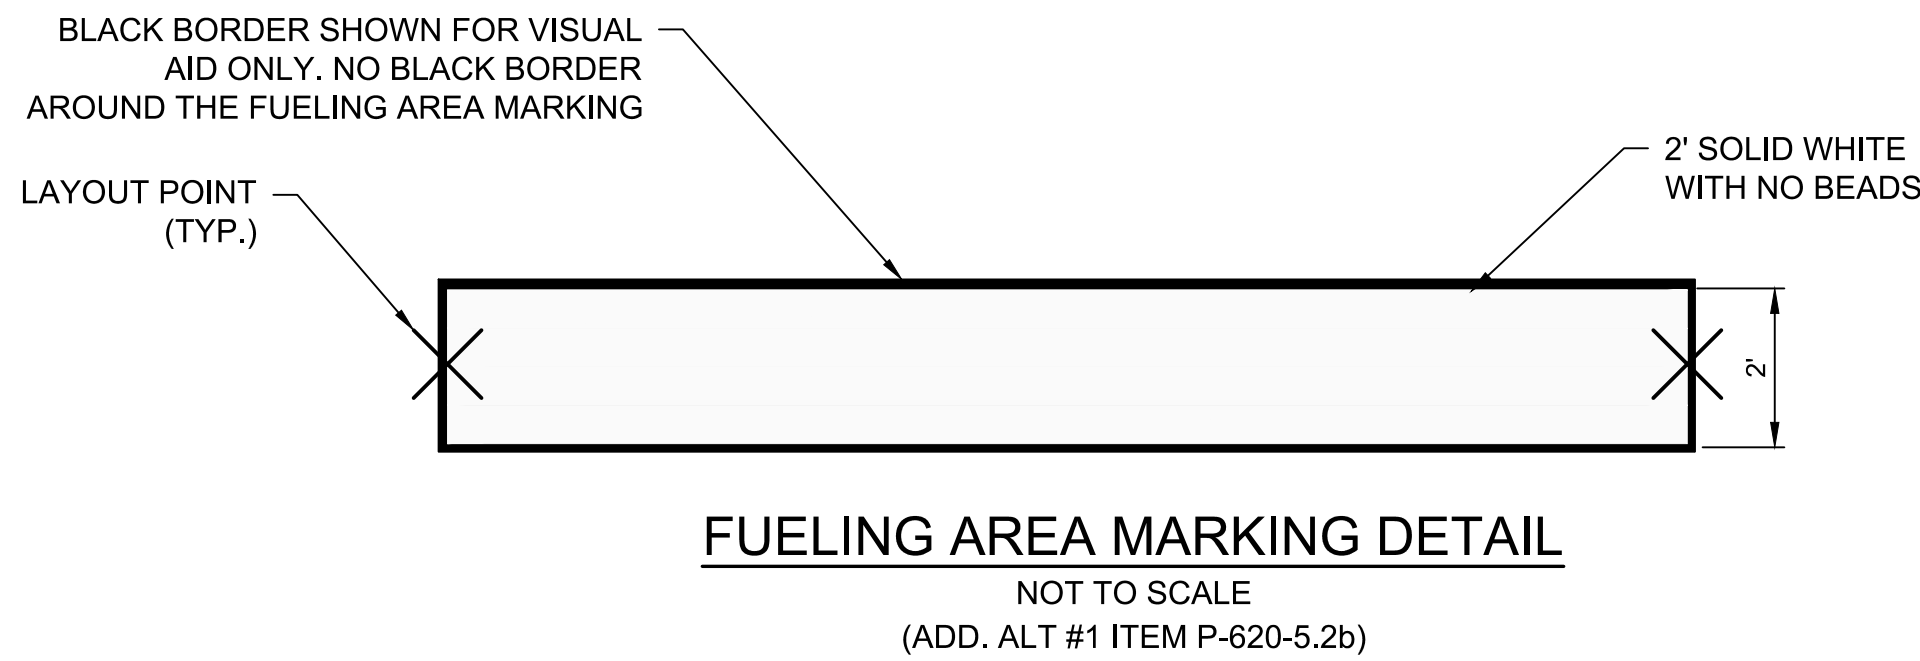 BLACK BORDER SHOWN FOR VISUAL
AID ONLY. NO BLACK BORDER
AROUND THE FUELING AREA MARKING
2' SOLID WHITE
WITH NO BEADS
LAYOUT POINT
(TYP.)
2'
FUELING AREA MARKING DETAIL
NOT TO SCALE
(ADD. ALT #1 ITEM P-620-5.2b)